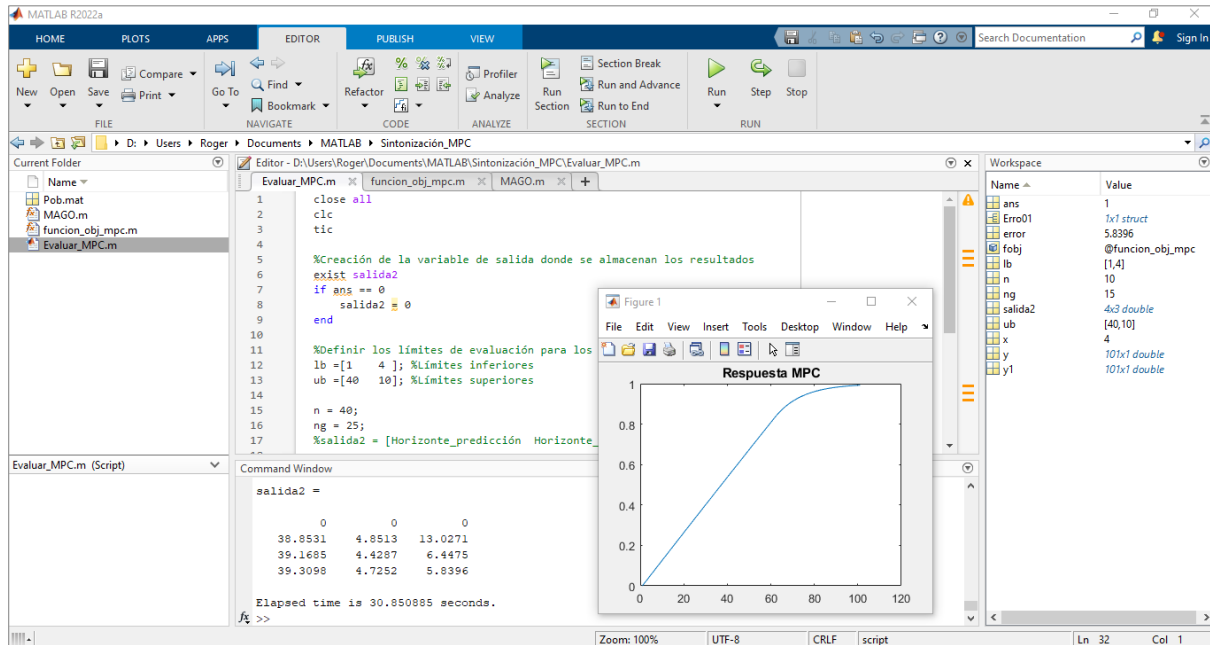 MATLAB R2022a
HOME PLOTS APPS EDITOR PUBLISH VIEW Search Documentation Sign In
New Open Save Compare Print Go To Find Bookmark Refactor Profiler Analyze Run Section Section Break Run and Advance Run to End Run Step Stop
FILE NAVIGATE CODE ANALYZE SECTION RUN
D: Users Roger Documents MATLAB Sintonización_MPC
Current Folder
Name
Pob.mat
MAGO.m
funcion_obj_mpc.m
Evaluar_MPC.m
Evaluar_MPC.m (Script)
Editor - D:\Users\Roger\Documents\MATLAB\Sintonización_MPC\Evaluar_MPC.m
Evaluar_MPC.m funcion_obj_mpc.m MAGO.m +
1 close all
2 clc
3 tic
4
5 %Creación de la variable de salida donde se almacenan los resultados
6 exist salida2
7 if ans == 0
8 salida2 = 0
9 end
10
11 %Definir los límites de evaluación para los
12 lb =[1 4 ]; %Límites inferiores
13 ub =[40 10]; %Límites superiores
14
15 n = 40;
16 ng = 25;
17 %salida2 = [Horizonte_predicción Horizonte_
Command Window
salida2 =
0 0 0
38.8531 4.8513 13.0271
39.1685 4.4287 6.4475
39.3098 4.7252 5.8396
Elapsed time is 30.850885 seconds.
fx >>
Figure 1
File Edit View Insert Tools Desktop Window Help
Respuesta MPC
1
0.8
0.6
0.4
0.2
0
0 20 40 60 80 100 120
Workspace
Name Value
ans 1
Erro01 1x1 struct
error 5.8396
fobj @funcion_obj_mpc
lb [1,4]
n 10
ng 15
salida2 4x3 double
ub [40,10]
x 4
y 101x1 double
y1 101x1 double
Zoom: 100% UTF-8 CRLF script Ln 32 Col 1